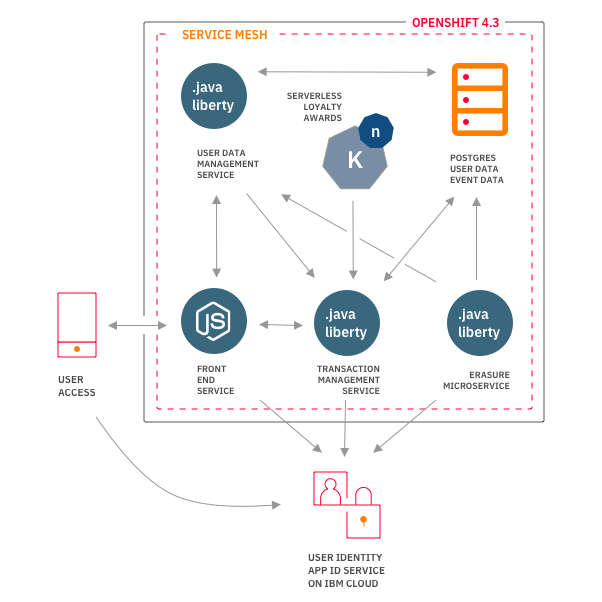 OPENSHIFT 4.3
SERVICE MESH
.java
liberty
USER DATA
MANAGEMENT
SERVICE
SERVERLESS
LOYALTY
AWARDS
n
K
POSTGRES
USER DATA
EVENT DATA
USER
ACCESS
JS
FRONT
END
SERVICE
.java
liberty
TRANSACTION
MANAGEMENT
SERVICE
.java
liberty
ERASURE
MICROSERVICE
USER IDENTITY
APP ID SERVICE
ON IBM CLOUD